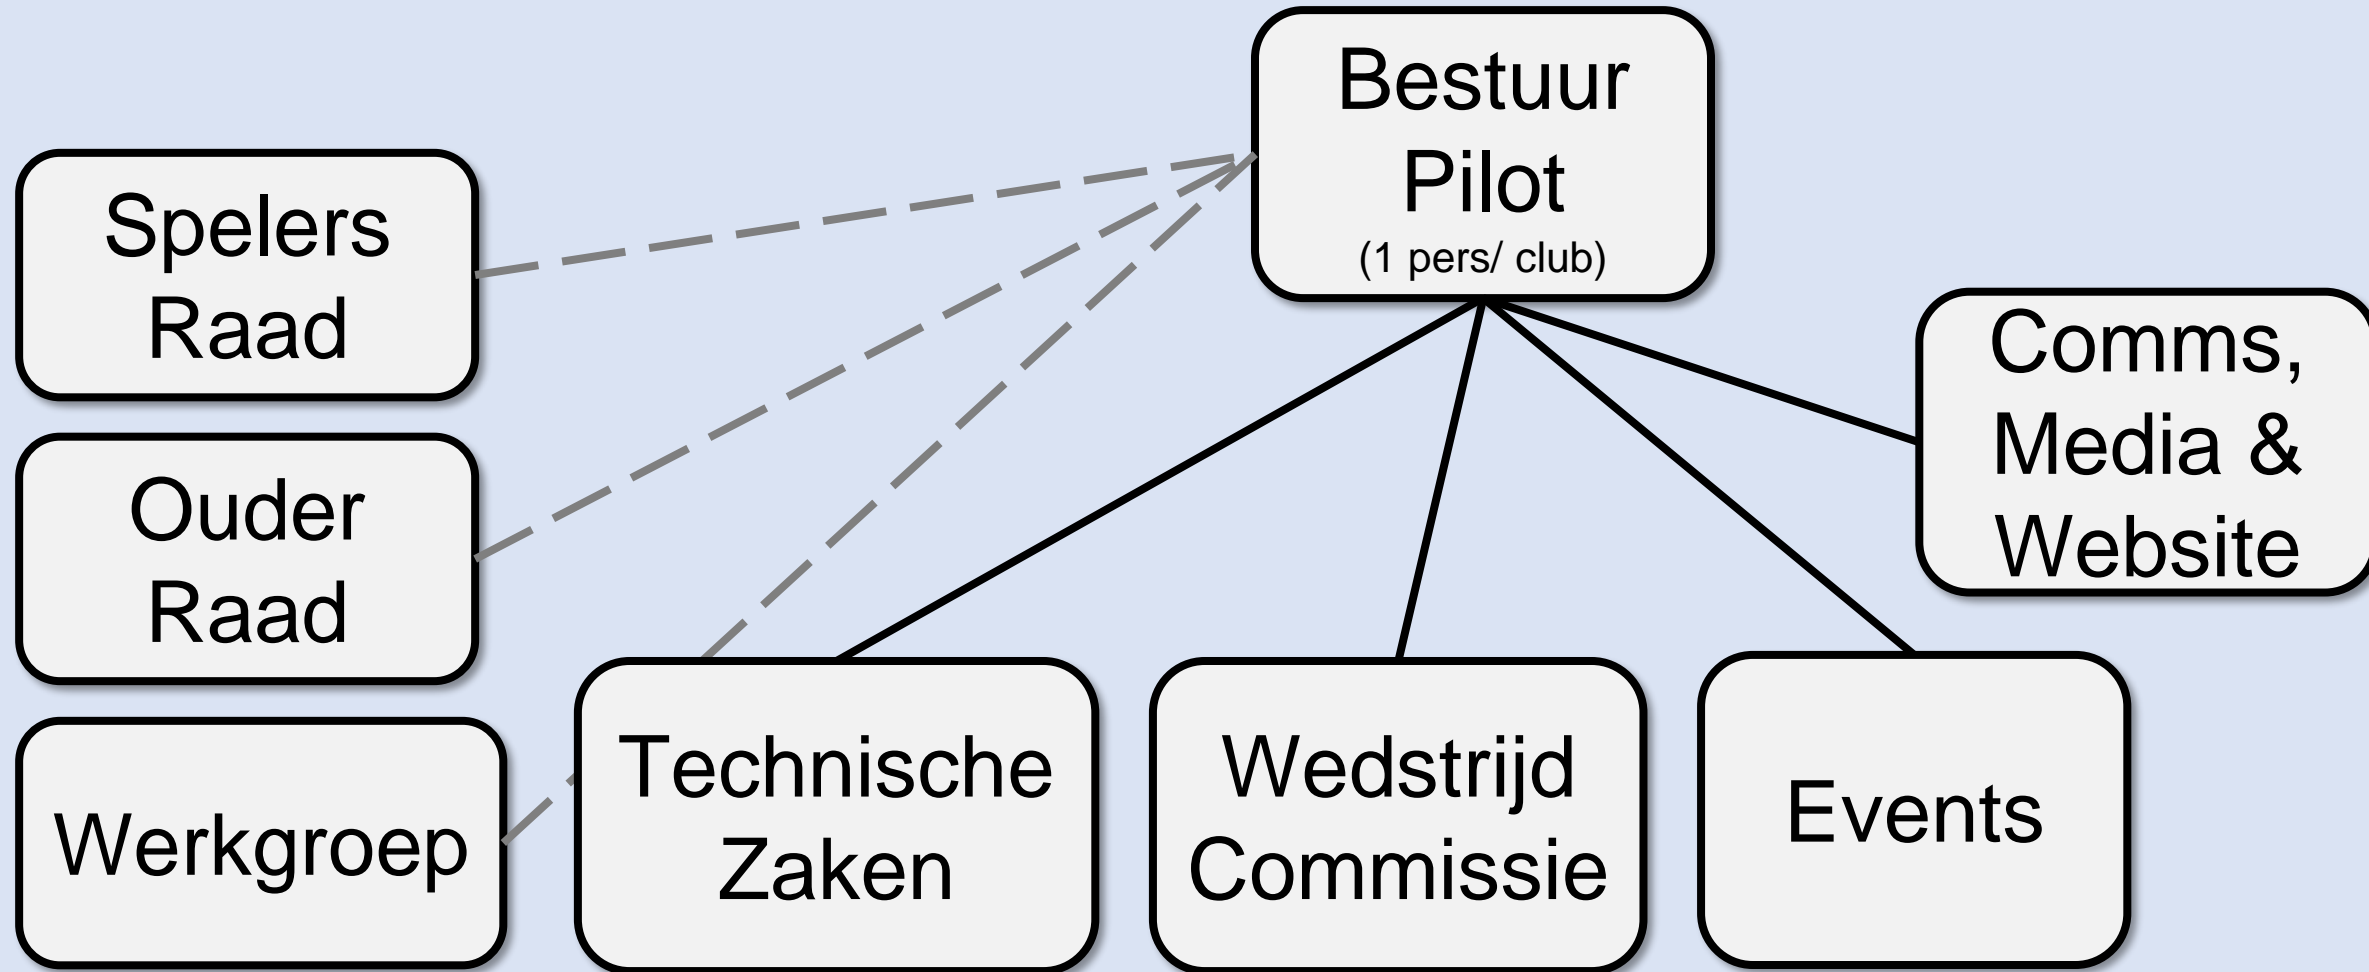 Bestuur
Pilot
(1 pers/ club)
Spelers
Raad
Ouder
Raad
Werkgroep
Technische
Zaken
Wedstrijd
Commissie
Events
Comms,
Media &
Website